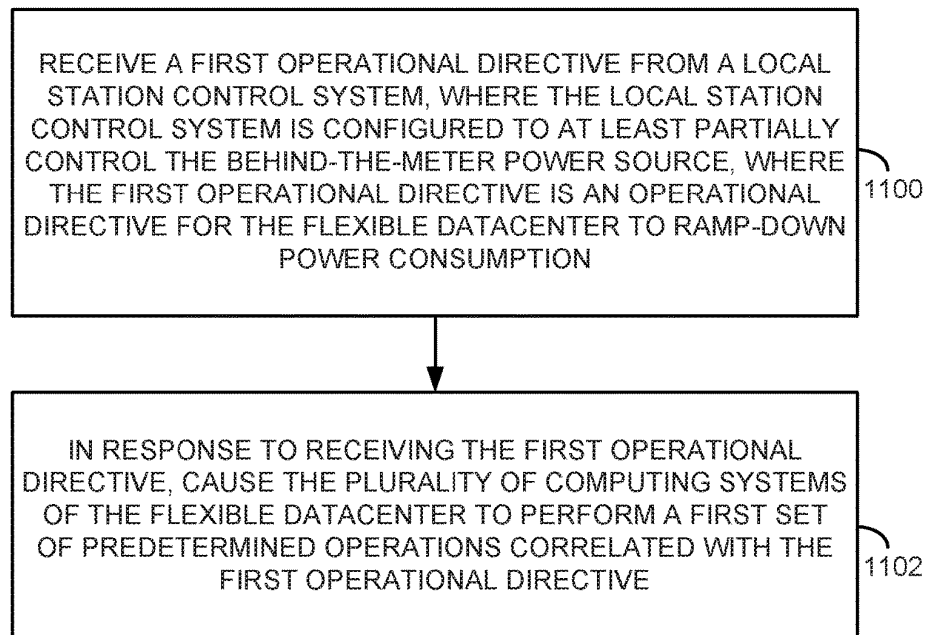 RECEIVE A FIRST OPERATIONAL DIRECTIVE FROM A LOCAL
STATION CONTROL SYSTEM, WHERE THE LOCAL STATION
CONTROL SYSTEM IS CONFIGURED TO AT LEAST PARTIALLY
CONTROL THE BEHIND-THE-METER POWER SOURCE, WHERE
THE FIRST OPERATIONAL DIRECTIVE IS AN OPERATIONAL
DIRECTIVE FOR THE FLEXIBLE DATACENTER TO RAMP-DOWN
POWER CONSUMPTION
1100
IN RESPONSE TO RECEIVING THE FIRST OPERATIONAL
DIRECTIVE, CAUSE THE PLURALITY OF COMPUTING SYSTEMS
OF THE FLEXIBLE DATACENTER TO PERFORM A FIRST SET
OF PREDETERMINED OPERATIONS CORRELATED WITH THE
FIRST OPERATIONAL DIRECTIVE
1102